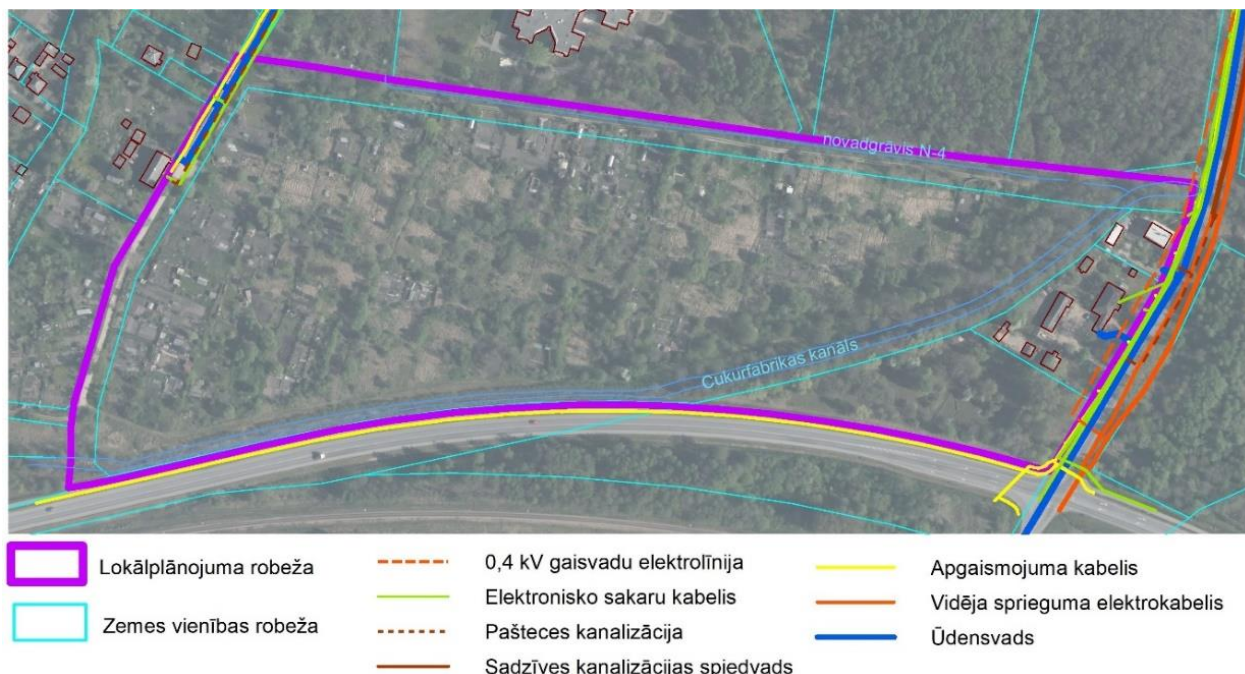 novadgrāvis N-4
Cukurfabrikas kanāls
Lokālplānojuma robeža
Zemes vienības robeža
0,4 kV gaisvadu elektrolīnija
Elektronisko sakaru kabelis
Pašteces kanalizācija
Sadzīves kanalizācijas spiedvads
Apgaismojuma kabelis
Vidēja sprieguma elektrokabelis
Ūdensvads